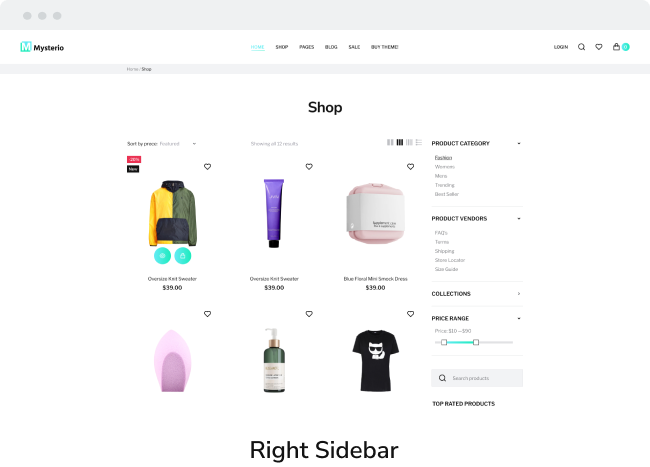 M Mysterio
HOME SHOP PAGES BLOG SALE BUY THEME! LOGIN 0
Home / Shop
Shop
Sort by prece: Featured
Showing all 12 results
-20%
New
Oversize Knit Sweater
$39.00
Oversize Knit Sweater
$39.00
Blue Floral Mini Smock Dress
$39.00
PRODUCT CATEGORY
Fashion
Womens
Mens
Trending
Best Seller
PRODUCT VENDORS
FAQ's
Terms
Shipping
Store Locater
Size Guide
COLLECTIONS
PRICE RANGE
Price: $10—$90
Search products
TOP RATED PRODUCTS
Right Sidebar